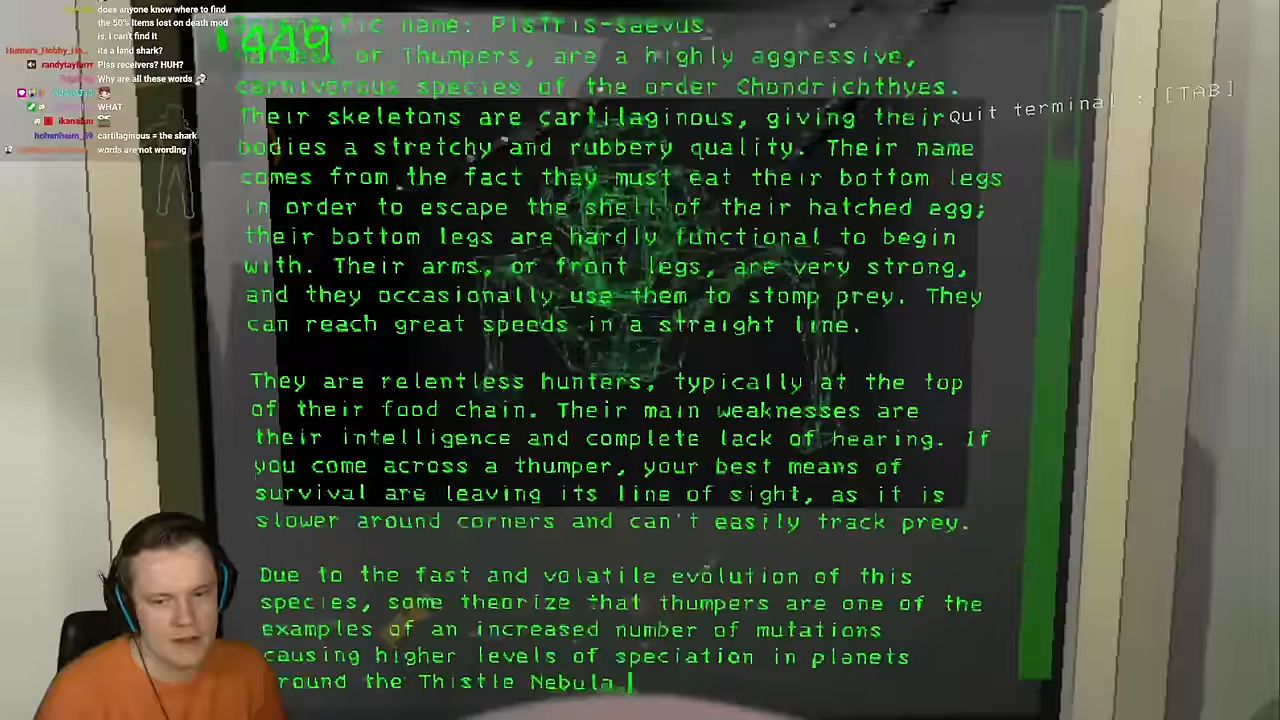 does anyone know where to find
the 50% items lost on death mod
is, i can't find it
its a land shark?
randytaylorrr Piss receivers? HUH?
Why are all these words
WHAT
hohenheim_59 cartilaginous = the shark
words are not wording
Scientific name: Pistris-saevus.
449
or Thumpers, are a highly aggressive,
carnivorous species of the order Chondrichthyes.
Their skeletons are cartilaginous, giving their
Quit terminal : [TAB]
bodies a stretchy and rubbery quality. Their name
comes from the fact they must eat their bottom legs
in order to escape the shell of their hatched egg;
their bottom legs are hardly functional to begin
with. Their arms, or front legs, are very strong,
and they occasionally use them to stomp prey. They
can reach great speeds in a straight line.
They are relentless hunters, typically at the top
of their food chain. Their main weaknesses are
their intelligence and complete lack of hearing. If
you come across a thumper, your best means of
survival are leaving its line of sight, as it is
slower around corners and can't easily track prey.
Due to the fast and volatile evolution of this
species, some theorize that thumpers are one of the
examples of an increased number of mutations
causing higher levels of speciation in planets
round the Thistle Nebula.